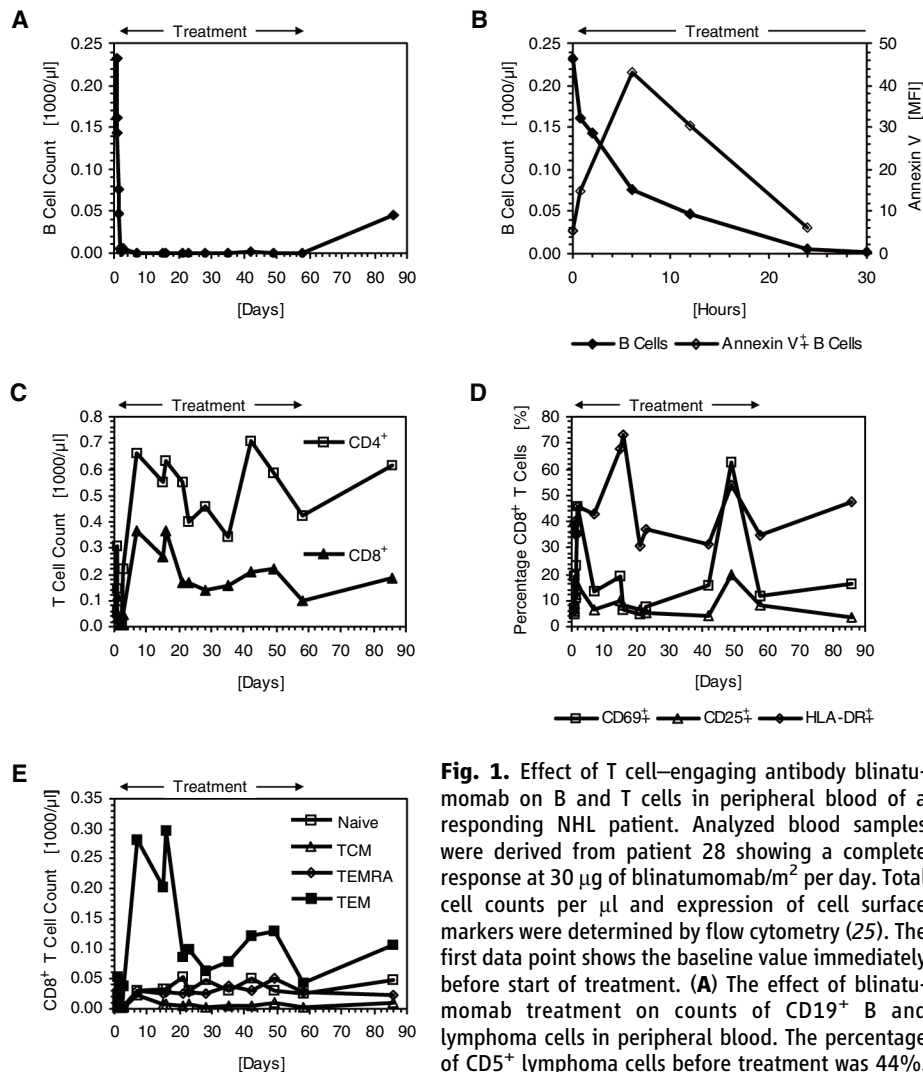 A
Treatment
B Cell Count [1000/µl]
0.25
0.20
0.15
0.10
0.05
0.00
0 10 20 30 40 50 60 70 80 90
[Days]
B
Treatment
B Cell Count [1000/µl]
0.25
0.20
0.15
0.10
0.05
0.00
50
40
30
20
10
0
Annexin V [MFI]
0 10 20 30
[Hours]
B Cells Annexin V‡ B Cells
C
Treatment
T Cell Count [1000/µl]
0.8
0.7
0.6
0.5
0.4
0.3
0.2
0.1
0.0
CD4+
CD8+
0 10 20 30 40 50 60 70 80 90
[Days]
D
Treatment
Percentage CD8+ T Cells [%]
80
70
60
50
40
30
20
10
0
0 10 20 30 40 50 60 70 80 90
[Days]
CD69‡ CD25‡ HLA-DR‡
E
Treatment
CD8+ T Cell Count [1000/µl]
0.35
0.30
0.25
0.20
0.15
0.10
0.05
0.00
Naive
TCM
TEMRA
TEM
0 10 20 30 40 50 60 70 80 90
[Days]
Fig. 1. Effect of T cell–engaging antibody blinatu-
momab on B and T cells in peripheral blood of a
responding NHL patient. Analyzed blood samples
were derived from patient 28 showing a complete
response at 30 µg of blinatumomab/m2 per day. Total
cell counts per µl and expression of cell surface
markers were determined by flow cytometry (25). The
first data point shows the baseline value immediately
before start of treatment. (A) The effect of blinatu-
momab treatment on counts of CD19+ B and
lymphoma cells in peripheral blood. The percentage
of CD5+ lymphoma cells before treatment was 44%,